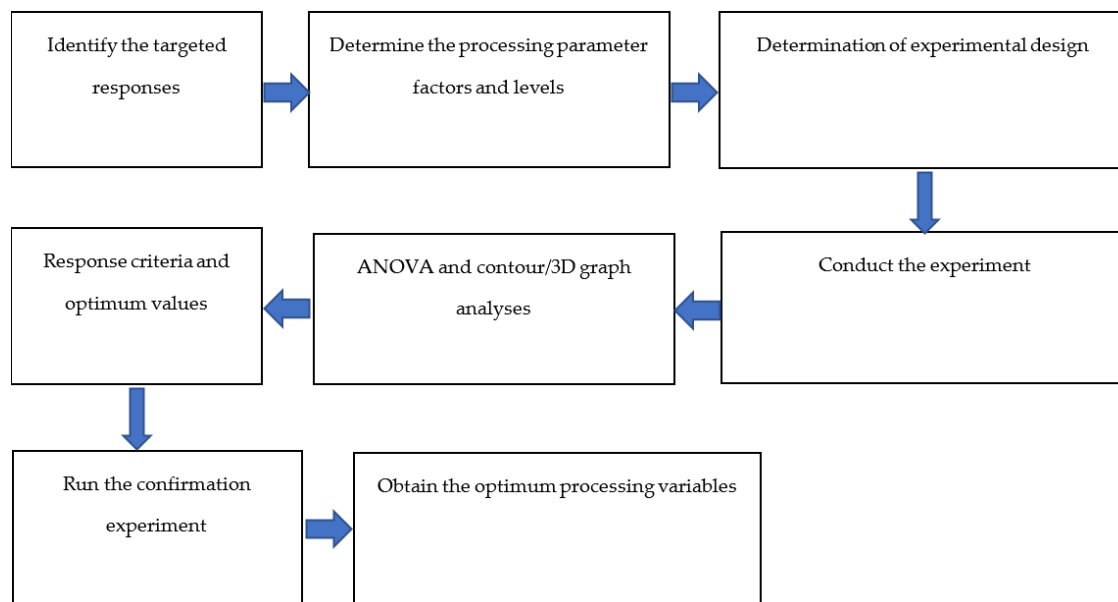 Identify the targeted
responses
Determine the processing parameter
factors and levels
Determination of experimental design
Conduct the experiment
ANOVA and contour/3D graph
analyses
Response criteria and
optimum values
Run the confirmation
experiment
Obtain the optimum processing variables